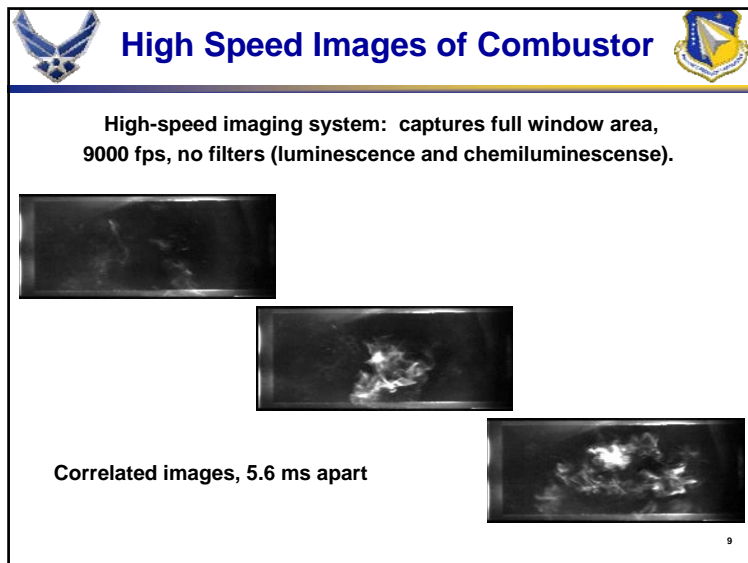 High Speed Images of Combustor
High-speed imaging system:  captures full window area,
9000 fps, no filters (luminescence and chemiluminescense).
Correlated images, 5.6 ms apart
9